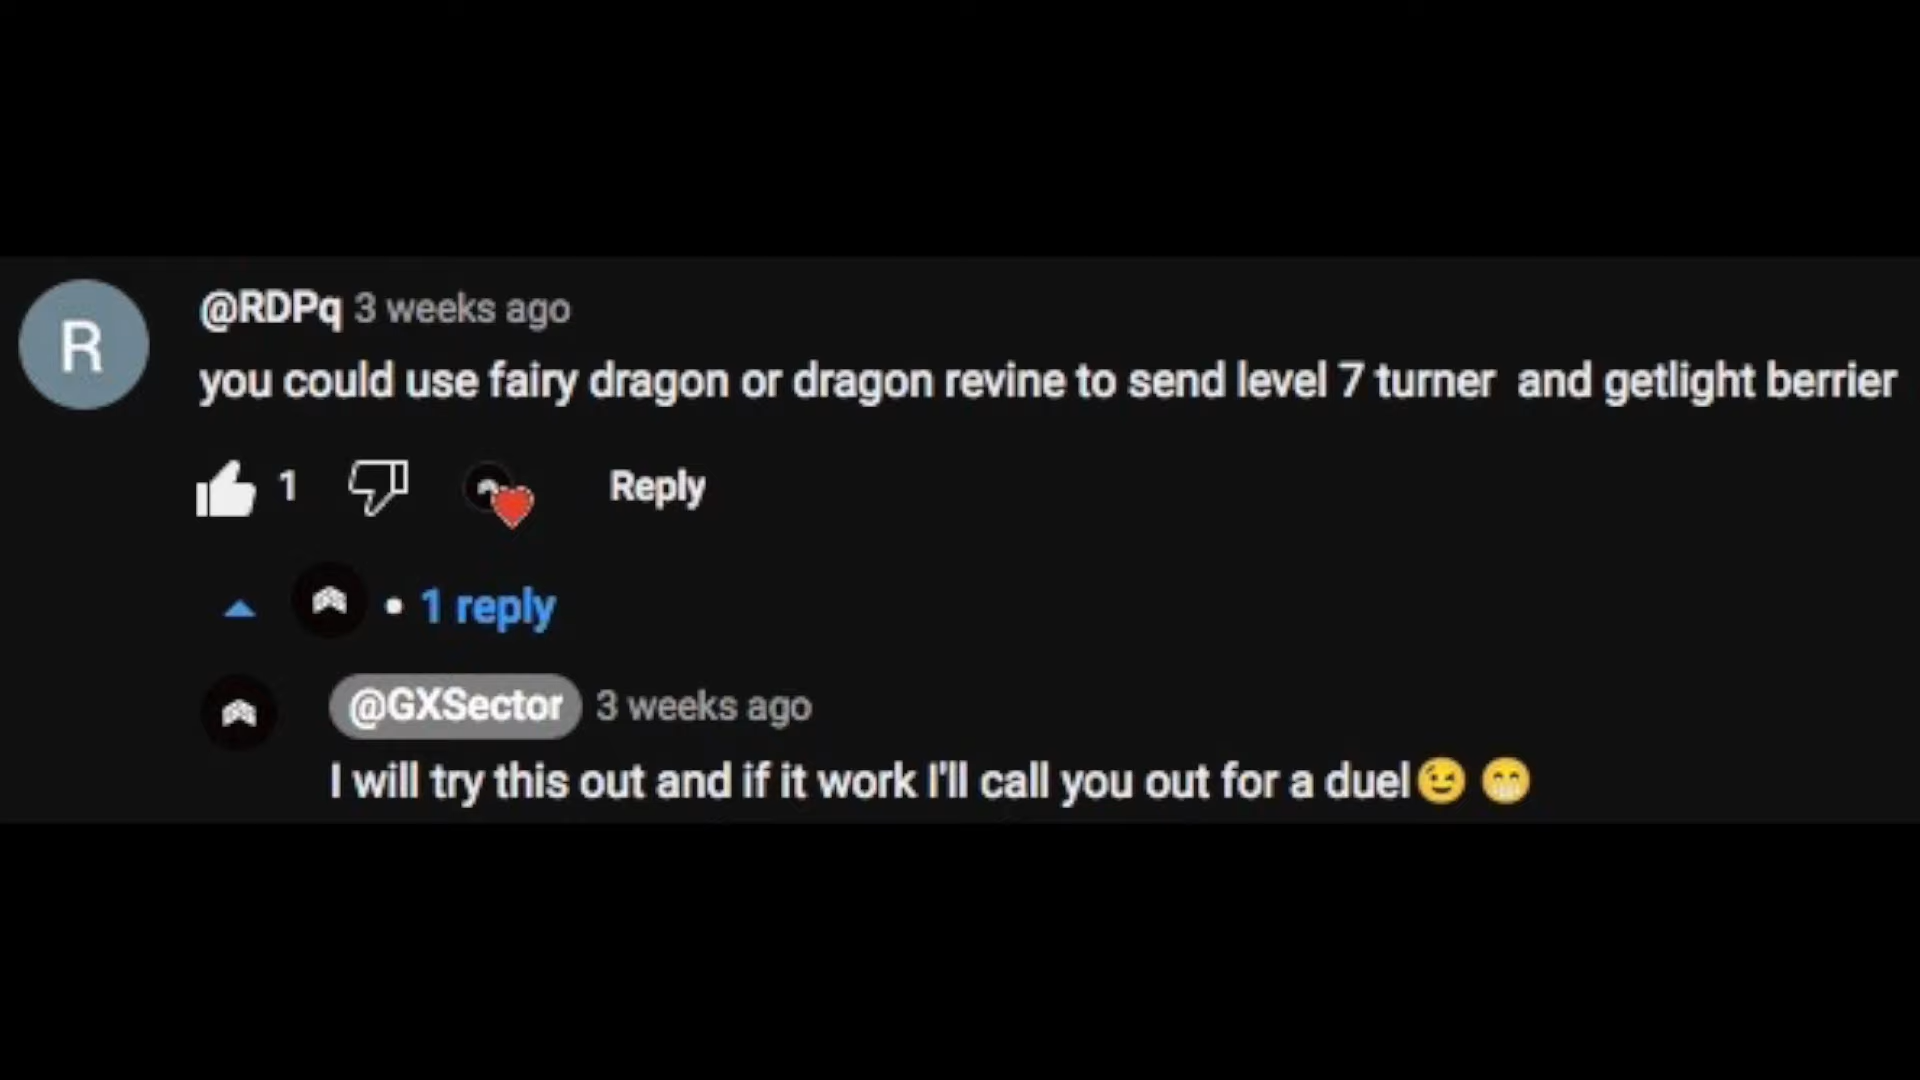 R
@RDPq 3 weeks ago
you could use fairy dragon or dragon revine to send level 7 turner  and getlight berrier
1
Reply
• 1 reply
@GXSector 3 weeks ago
I will try this out and if it work I'll call you out for a duel😉 😁